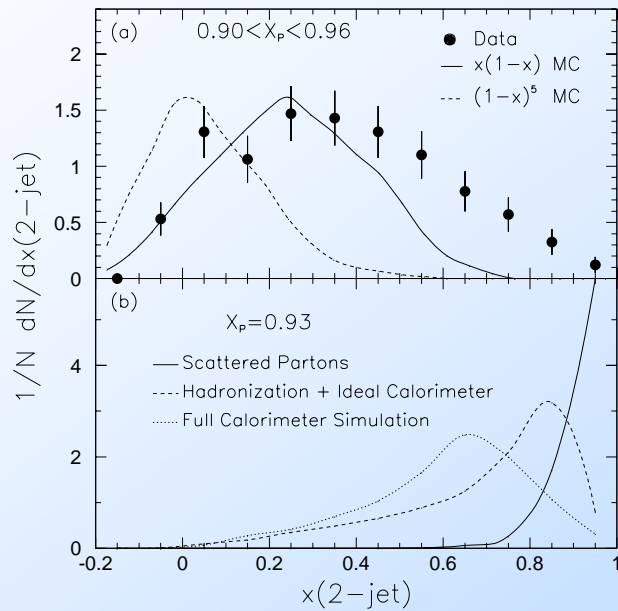 (a)
0.90<Xₚ<0.96
Data
x(1−x) MC
(1−x)⁵ MC
2
1.5
1
0.5
0
1/N dN/dx(2−jet)
(b)
Xₚ=0.93
Scattered Partons
Hadronization + Ideal Calorimeter
Full Calorimeter Simulation
4
2
0
-0.2 0 0.2 0.4 0.6 0.8 1
x(2−jet)